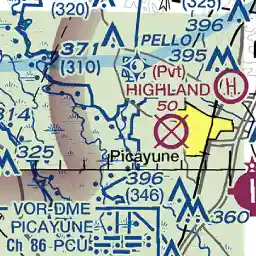 (320)
396
PELLO
371
(310)
395
(Pvt)
HIGHLAND
H
50
314
325
Picayune
396
(346)
VOR-DME
PICAYUNE
Ch 86 PCU
360